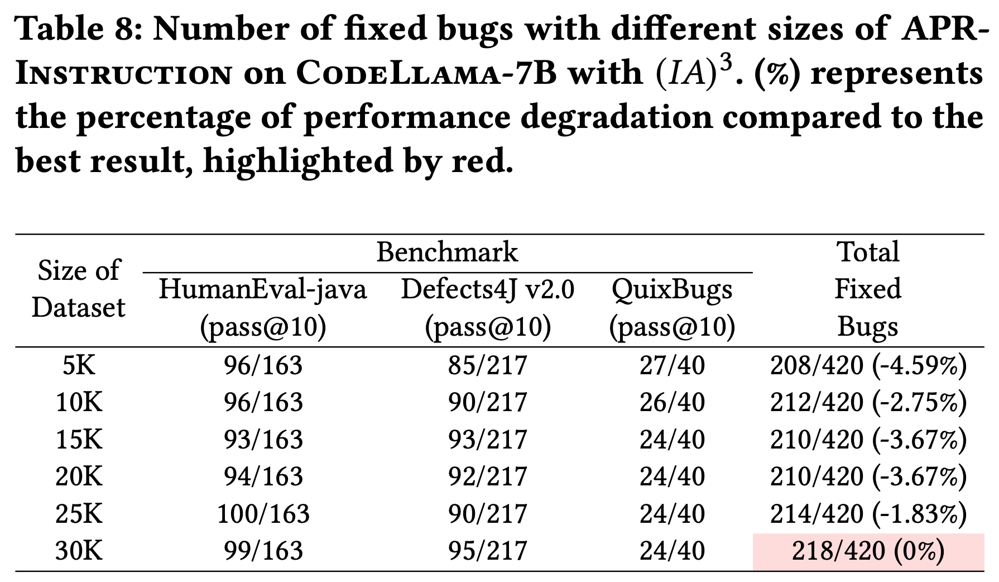 Table 8: Number of fixed bugs with different sizes of APR-
Instruction on CodeLlama-7B with (IA)³. (%) represents
the percentage of performance degradation compared to the
best result, highlighted by red.
Size of Dataset Benchmark Total Fixed Bugs
HumanEval-java (pass@10) Defects4J v2.0 (pass@10) QuixBugs (pass@10)
5K 96/163 85/217 27/40 208/420 (-4.59%)
10K 96/163 90/217 26/40 212/420 (-2.75%)
15K 93/163 93/217 24/40 210/420 (-3.67%)
20K 94/163 92/217 24/40 210/420 (-3.67%)
25K 100/163 90/217 24/40 214/420 (-1.83%)
30K 99/163 95/217 24/40 218/420 (0%)